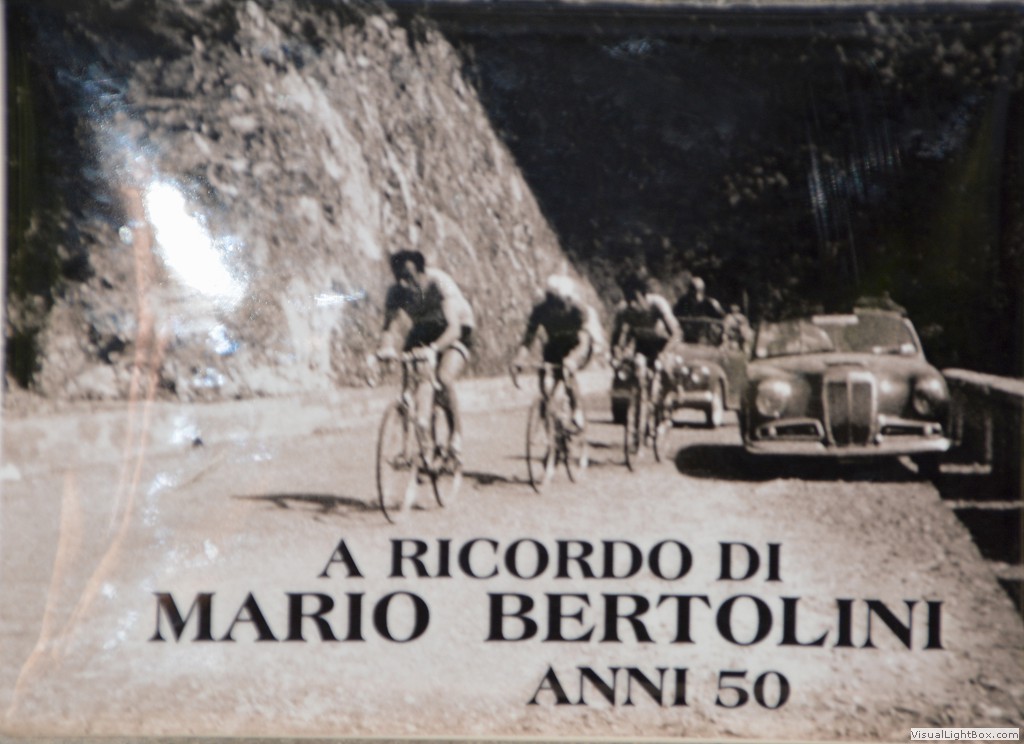 A RICORDO DI
MARIO BERTOLINI
ANNI 50
VisualLightBox.com